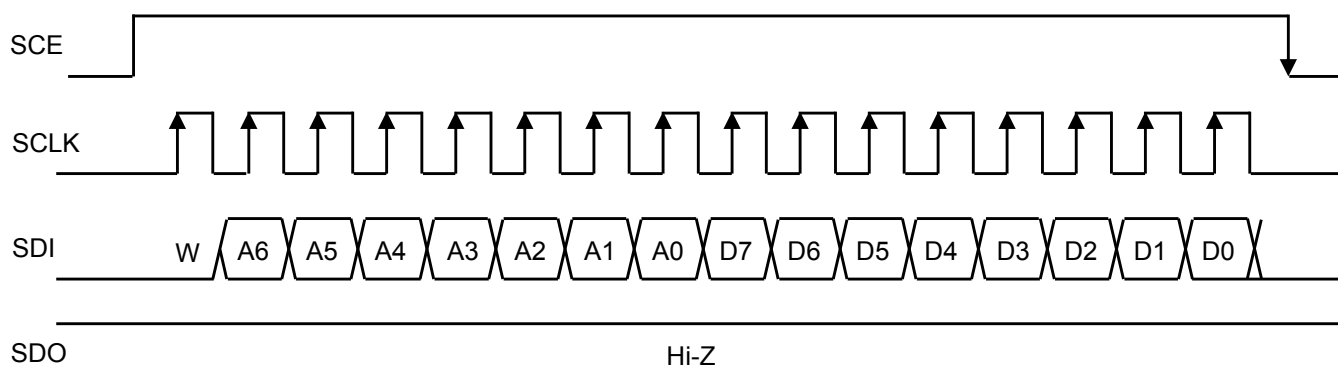 SCE
SCLK
SDI W A6 A5 A4 A3 A2 A1 A0 D7 D6 D5 D4 D3 D2 D1 D0
SDO Hi-Z